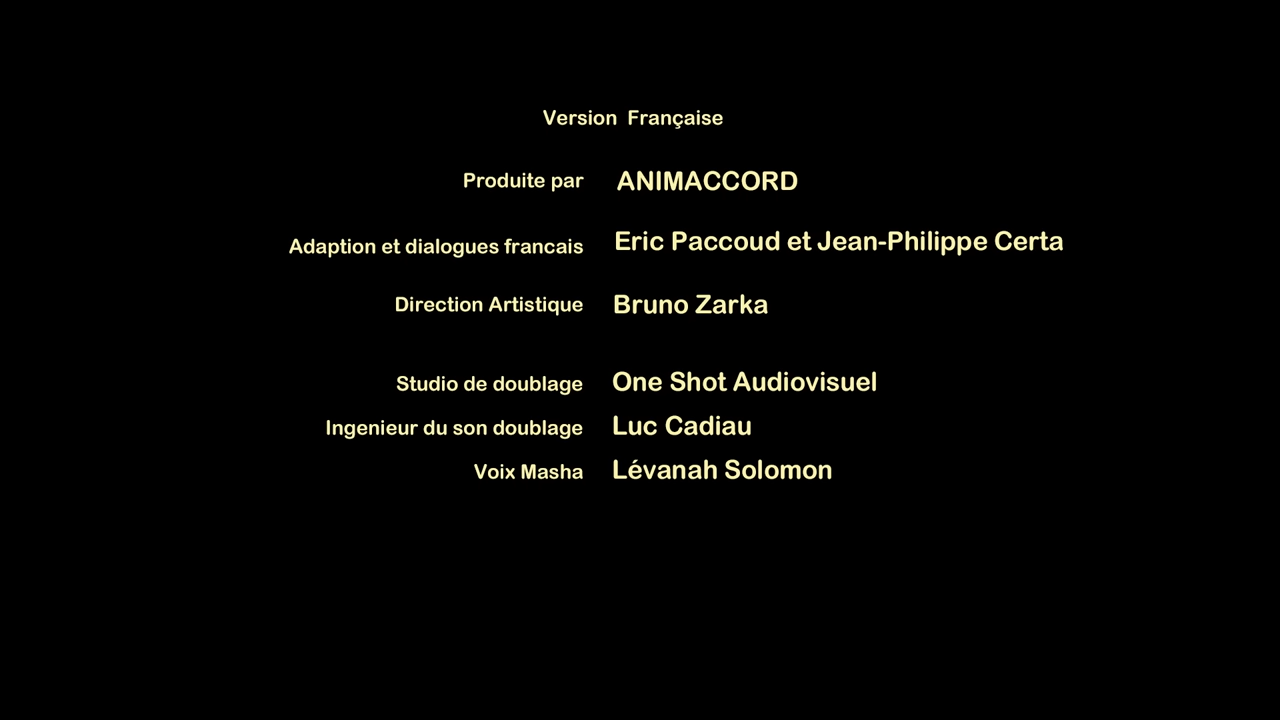 Version Française
Produite par ANIMACCORD
Adaption et dialogues francais Eric Paccoud et Jean-Philippe Certa
Direction Artistique Bruno Zarka
Studio de doublage One Shot Audiovisuel
Ingenieur du son doublage Luc Cadiau
Voix Masha Lévanah Solomon